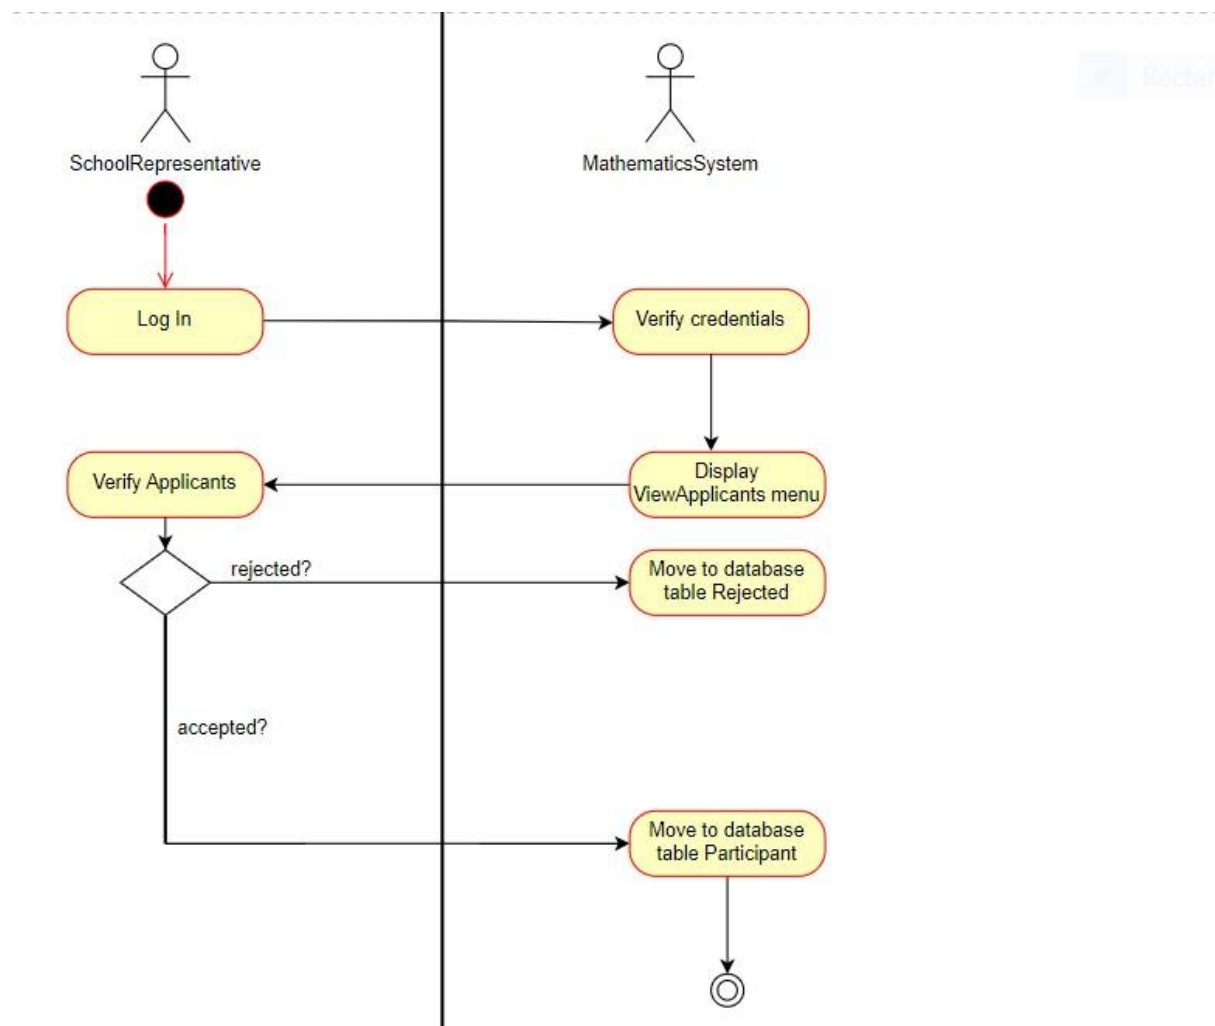 SchoolRepresentative
MathematicsSystem
Log In
Verify credentials
Verify Applicants
Display
ViewApplicants menu
rejected?
Move to database
table Rejected
accepted?
Move to database
table Participant